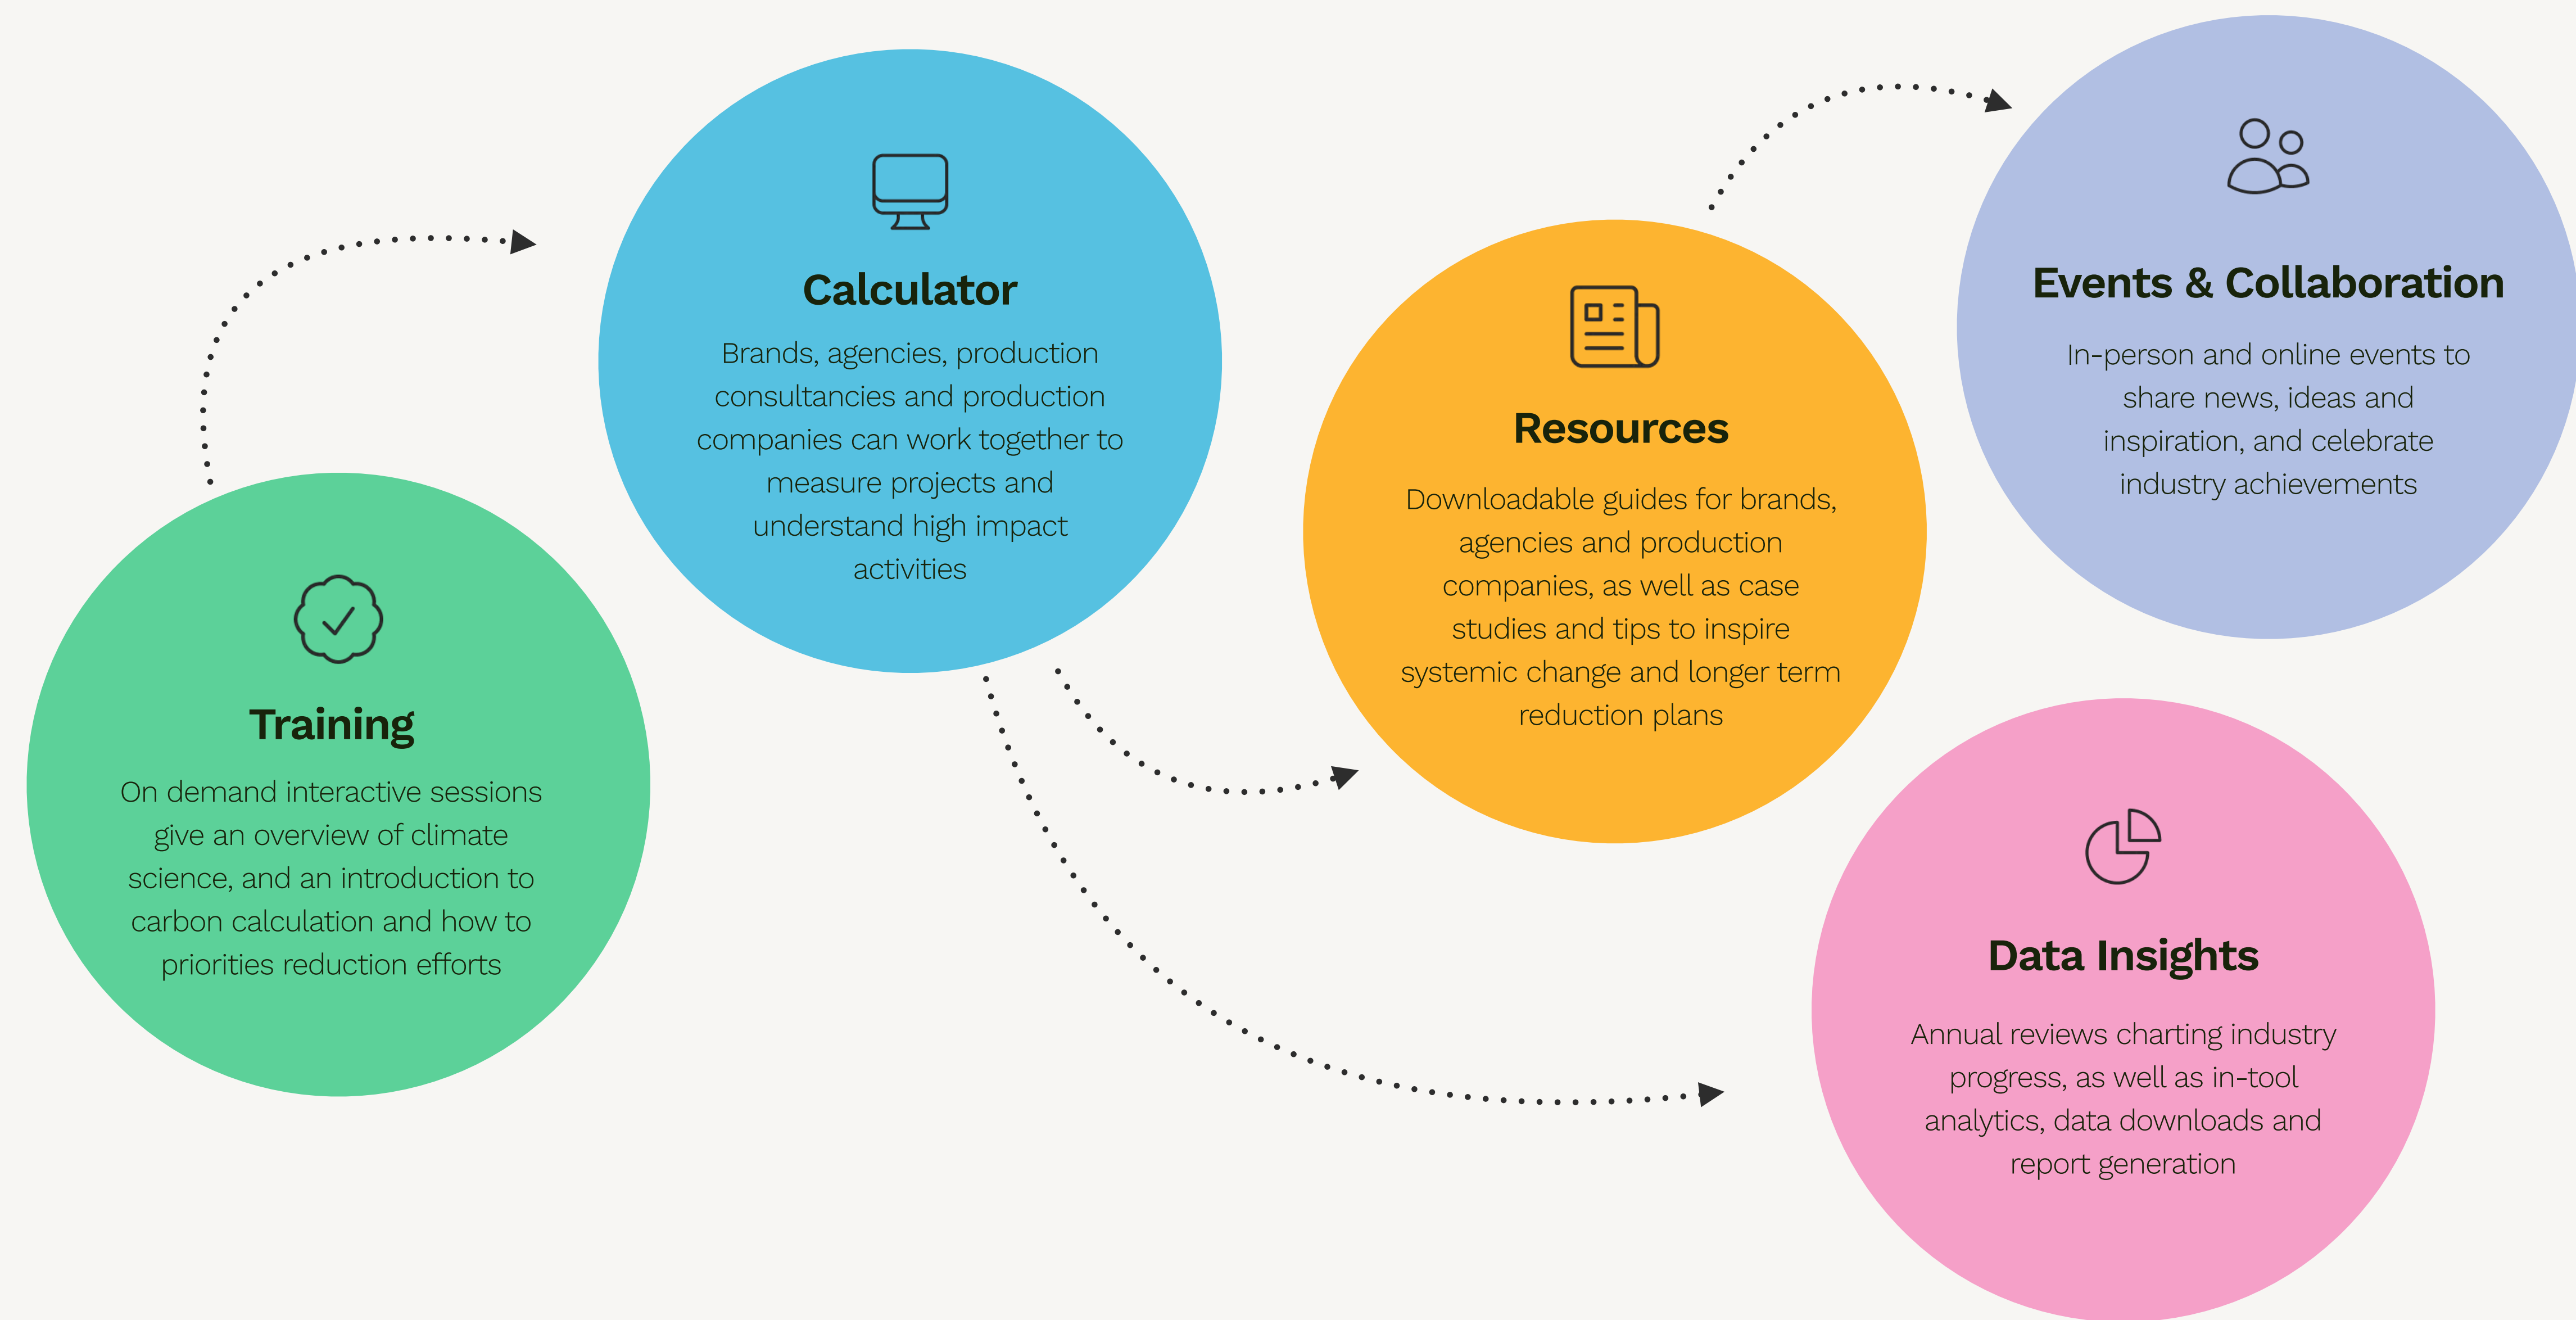 Training
On demand interactive sessions
give an overview of climate
science, and an introduction to
carbon calculation and how to
priorities reduction efforts
Calculator
Brands, agencies, production
consultancies and production
companies can work together to
measure projects and
understand high impact
activities
Resources
Downloadable guides for brands,
agencies and production
companies, as well as case
studies and tips to inspire
systemic change and longer term
reduction plans
Events & Collaboration
In-person and online events to
share news, ideas and
inspiration, and celebrate
industry achievements
Data Insights
Annual reviews charting industry
progress, as well as in-tool
analytics, data downloads and
report generation